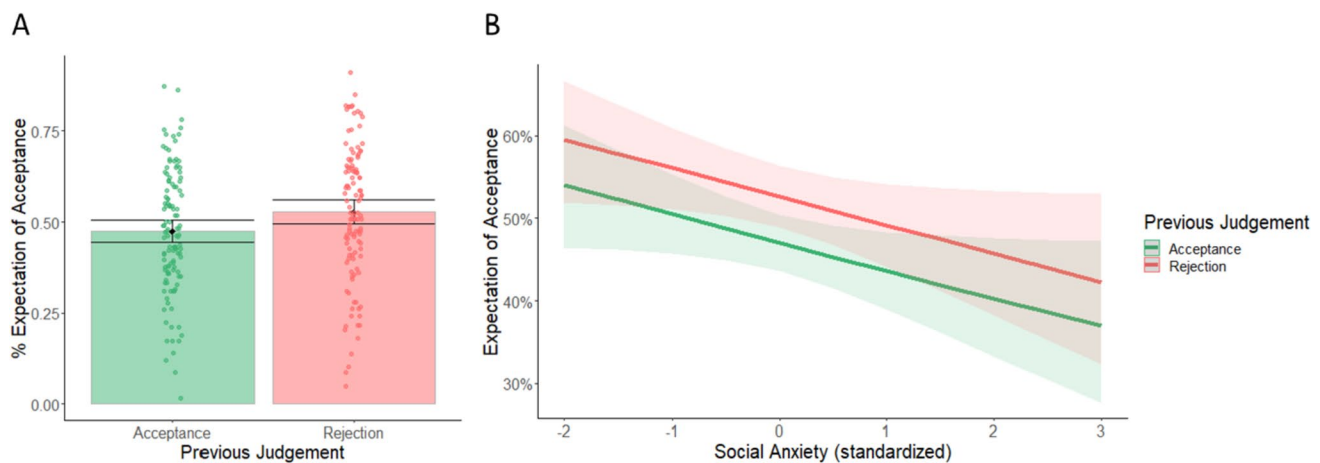 A
% Expectation of Acceptance
0.75
0.50
0.25
0.00
Acceptance
Rejection
Previous Judgement
B
Expectation of Acceptance
60%
50%
40%
30%
-2
-1
0
1
2
3
Social Anxiety (standardized)
Previous Judgement
Acceptance
Rejection